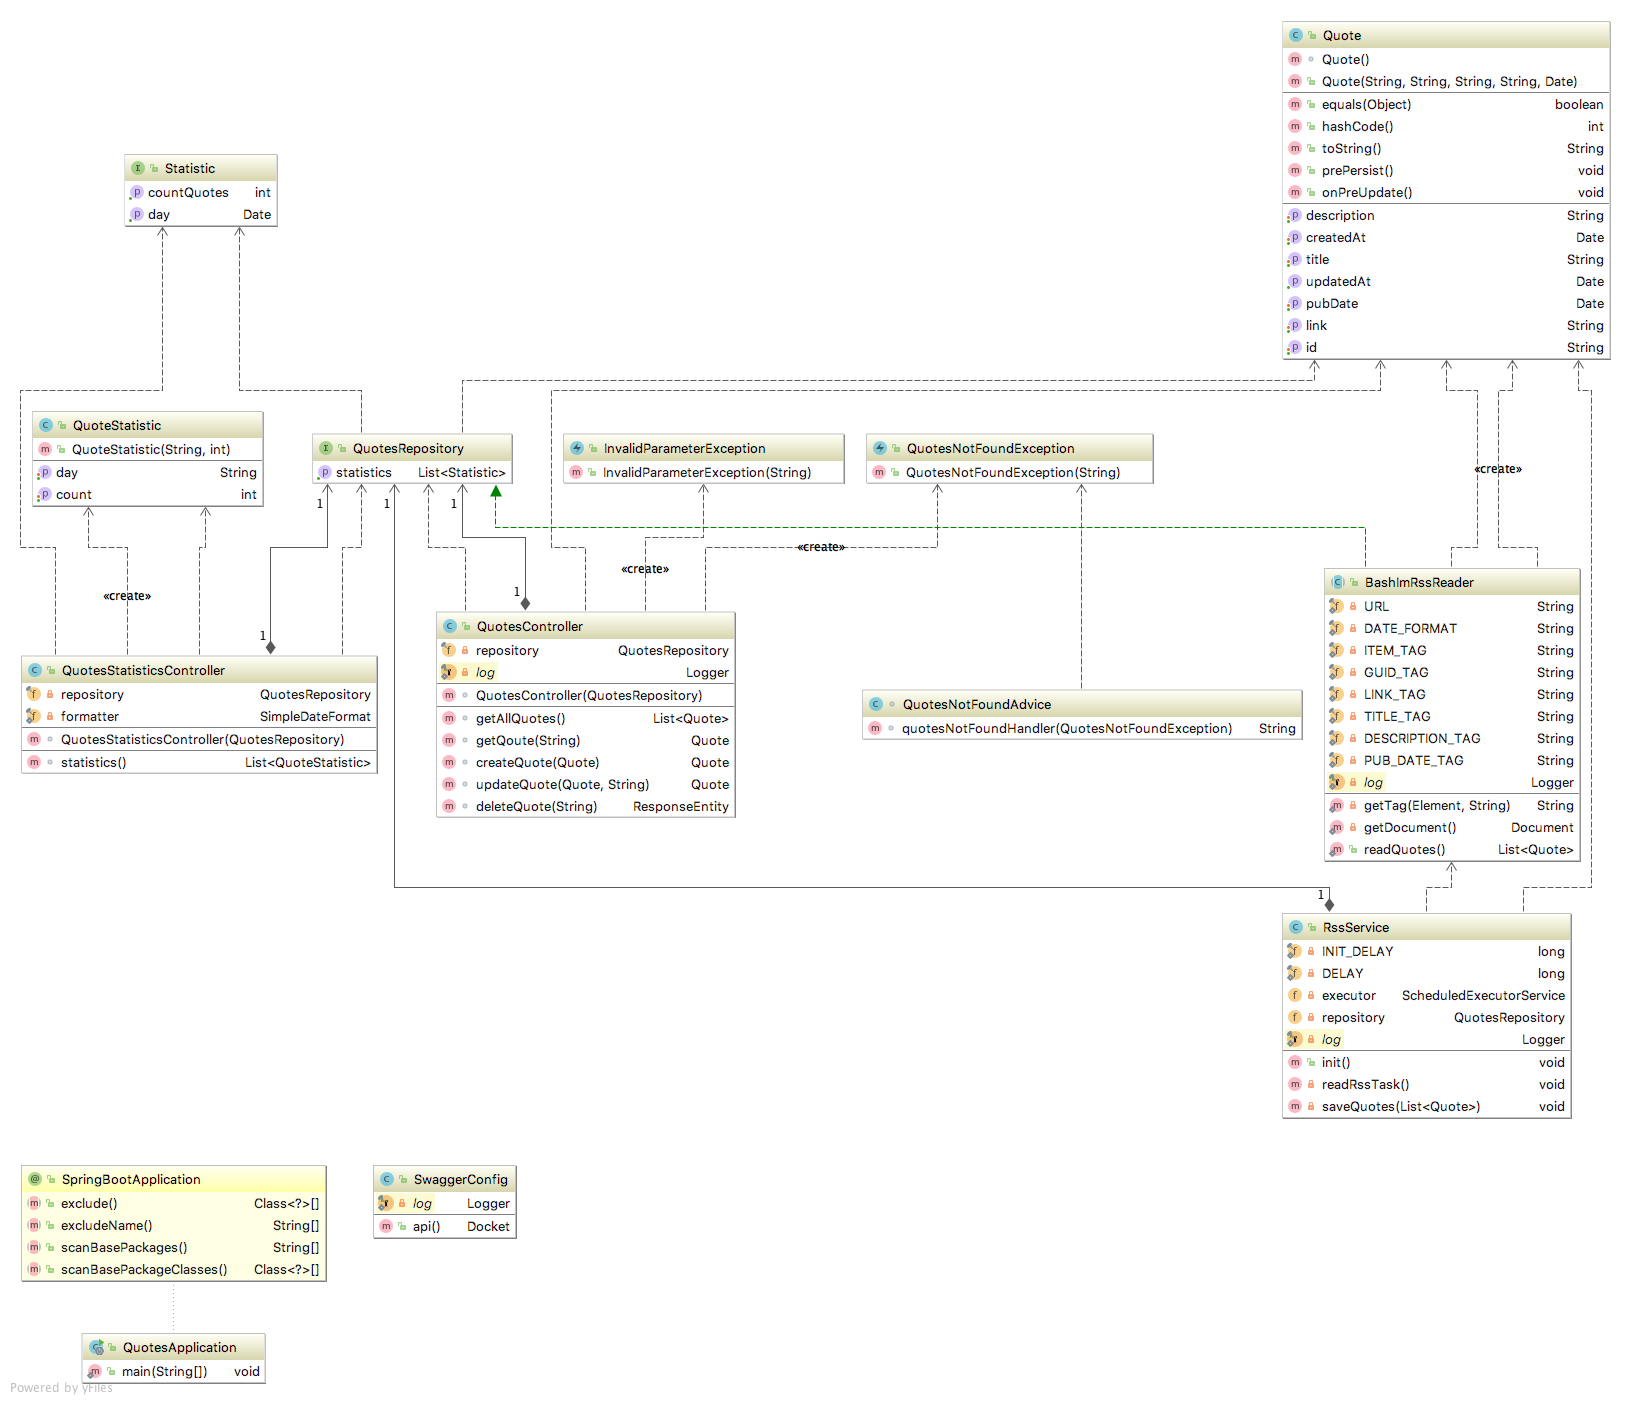 Quote
Quote()
Quote(String, String, String, String, Date)
equals(Object) boolean
hashCode() int
toString() String
prePersist() void
onPreUpdate() void
description String
createdAt Date
title String
updatedAt Date
pubDate Date
link String
id String
Statistic
countQuotes int
day Date
QuoteStatistic
QuoteStatistic(String, int)
day String
count int
QuotesRepository
statistics List<Statistic>
InvalidParameterException
InvalidParameterException(String)
QuotesNotFoundException
QuotesNotFoundException(String)
«create»
1
1
1
«create»
«create»
«create»
1
1
BashImRssReader
URL String
DATE_FORMAT String
ITEM_TAG String
GUID_TAG String
LINK_TAG String
TITLE_TAG String
DESCRIPTION_TAG String
PUB_DATE_TAG String
log Logger
getTag(Element, String) String
getDocument() Document
readQuotes() List<Quote>
QuotesController
repository QuotesRepository
log Logger
QuotesController(QuotesRepository)
getAllQuotes() List<Quote>
getQoute(String) Quote
createQuote(Quote) Quote
updateQuote(Quote, String) Quote
deleteQuote(String) ResponseEntity
QuotesStatisticsController
repository QuotesRepository
formatter SimpleDateFormat
QuotesStatisticsController(QuotesRepository)
statistics() List<QuoteStatistic>
QuotesNotFoundAdvice
quotesNotFoundHandler(QuotesNotFoundException) String
1
RssService
INIT_DELAY long
DELAY long
executor ScheduledExecutorService
repository QuotesRepository
log Logger
init() void
readRssTask() void
saveQuotes(List<Quote>) void
SpringBootApplication
exclude() Class<?>[]
excludeName() String[]
scanBasePackages() String[]
scanBasePackageClasses() Class<?>[]
SwaggerConfig
log Logger
api() Docket
QuotesApplication
main(String[]) void
Powered by yFiles